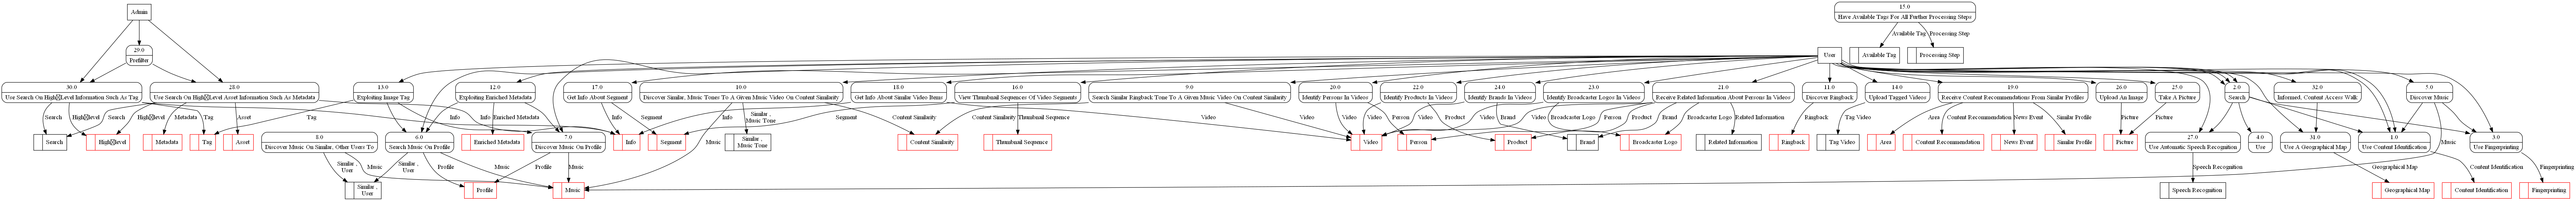 Admin
15.0
Have Available Tags For All Further Processing Steps
Available Tag
Processing Step
29.0
Prefilter
User
Available Tag
Processing Step
30.0
Use Search On High Level Information Such As Tag
28.0
Use Search On High Level Asset Information Such As Metadata
13.0
Exploiting Image Tag
12.0
Exploiting Enriched Metadata
17.0
Get Info About Segment
10.0
Discover Similar, Music Tones To A Given Music Video On Content Similarity
18.0
Get Info About Similar Video Items
16.0
View Thumbnail Sequences Of Video Segments
9.0
Search Similar Ringback Tone To A Given Music Video On Content Similarity
20.0
Identify Persons In Videos
22.0
Identify Products In Videos
24.0
Identify Brands In Videos
23.0
Identify Broadcaster Logos In Videos
21.0
Receive Related Information About Persons In Videos
11.0
Discover Ringback
14.0
Upload Tagged Videos
19.0
Receive Content Recommendations From Similar Profiles
26.0
Upload An Image
25.0
Take A Picture
2.0
Search
32.0
Informed, Content Access Walk
5.0
Discover Music
Search
Search
High Level
High Level
Metadata
Tag
Asset
Tag
Info
Info
Enriched Metadata
Info
Segment
Info
Similar ,
Music Tone
Music
Content Similarity
Segment
Video
Content Similarity
Thumbnail Sequence
Video
Video
Person
Video
Product
Video
Brand
Video
Broadcaster Logo
Video
Person
Product
Brand
Broadcaster Logo
Related Information
Ringback
Tag Video
Area
Content Recommendation
News Event
Similar Profile
Picture
Picture
Music
Search
High Level
Metadata
Tag
Asset
8.0
Discover Music On Similar, Other Users To
6.0
Search Music On Profile
Enriched Metadata
7.0
Discover Music On Profile
Info
Segment
Similar ,
Music Tone
Content Similarity
Thumbnail Sequence
Video
Person
Product
Brand
Broadcaster Logo
Related Information
Ringback
Tag Video
Area
Content Recommendation
News Event
Similar Profile
Picture
27.0
Use Automatic Speech Recognition
4.0
Use
31.0
Use A Geographical Map
1.0
Use Content Identification
3.0
Use Fingerprinting
Similar ,
User
Music
Similar ,
User
Profile
Music
Profile
Music
Speech Recognition
Geographical Map
Content Identification
Fingerprinting
Similar ,
User
Profile
Music
Speech Recognition
Geographical Map
Content Identification
Fingerprinting